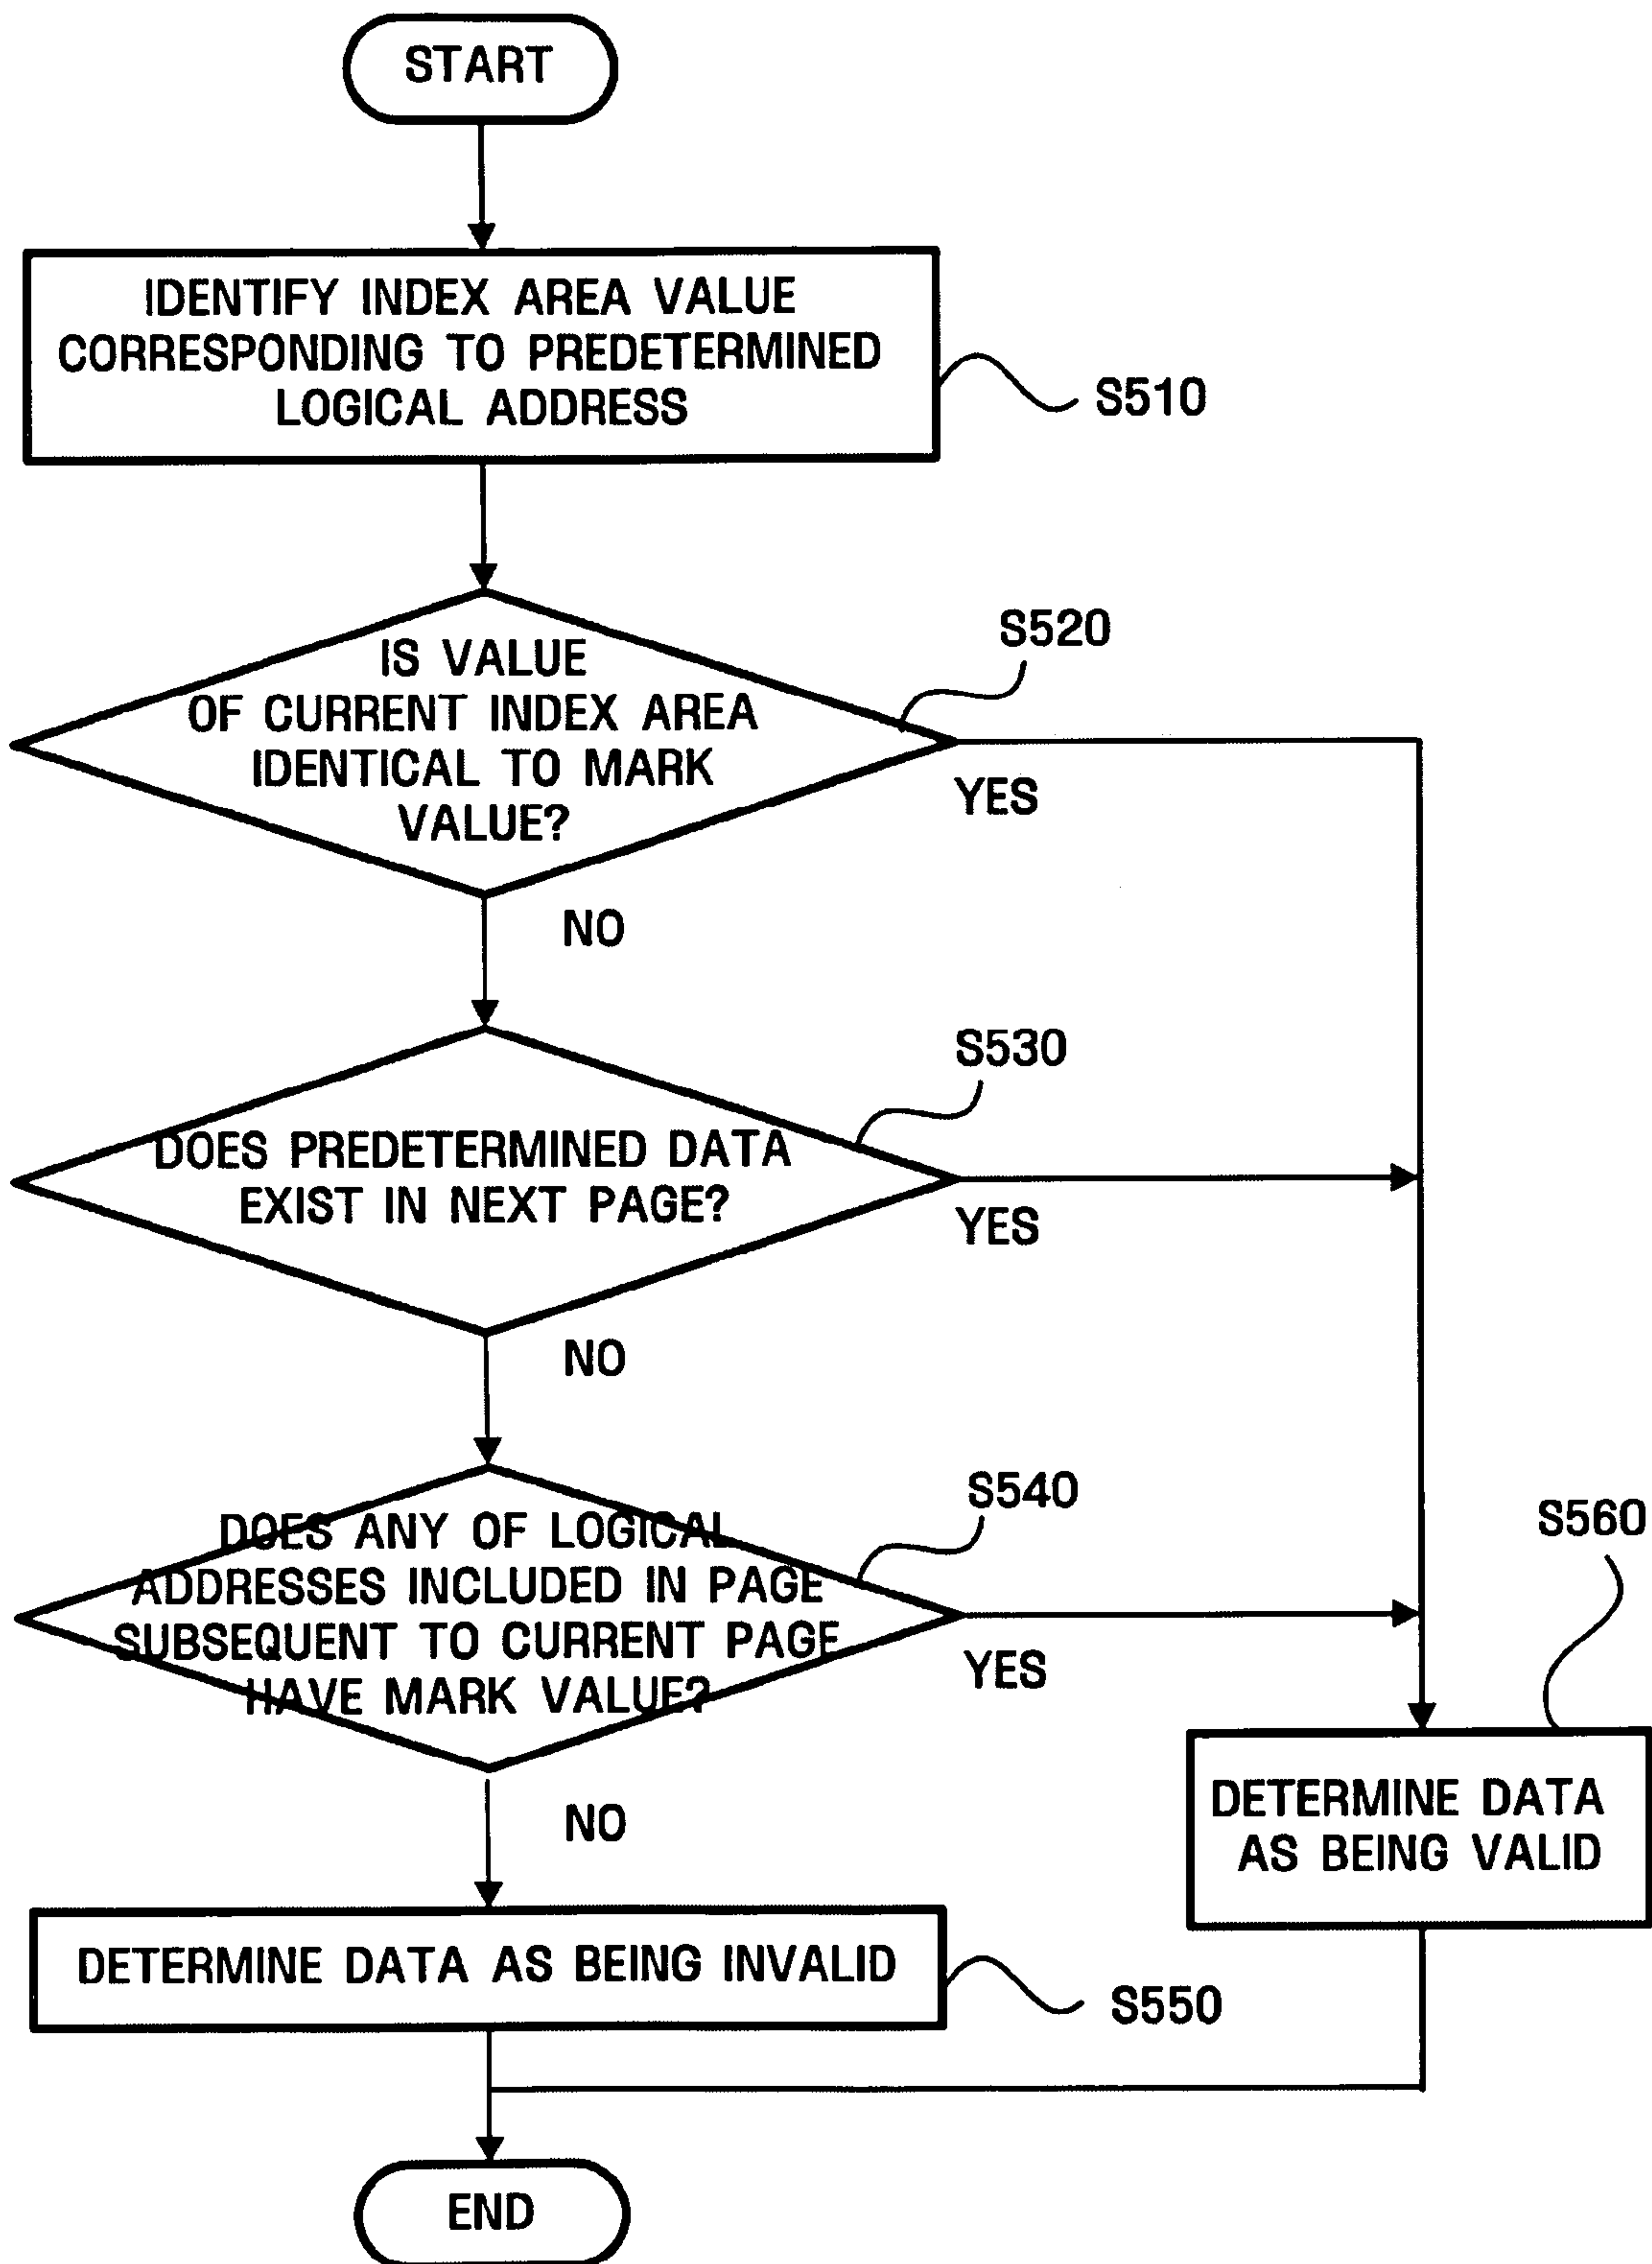 START
IDENTIFY INDEX AREA VALUE
CORRESPONDING TO PREDETERMINED
LOGICAL ADDRESS
S510
IS VALUE
OF CURRENT INDEX AREA
IDENTICAL TO MARK
VALUE?
S520
YES
NO
DOES PREDETERMINED DATA
EXIST IN NEXT PAGE?
S530
YES
NO
DOES ANY OF LOGICAL
ADDRESSES INCLUDED IN PAGE
SUBSEQUENT TO CURRENT PAGE
HAVE MARK VALUE?
S540
YES
NO
S560
DETERMINE DATA
AS BEING VALID
DETERMINE DATA AS BEING INVALID
S550
END